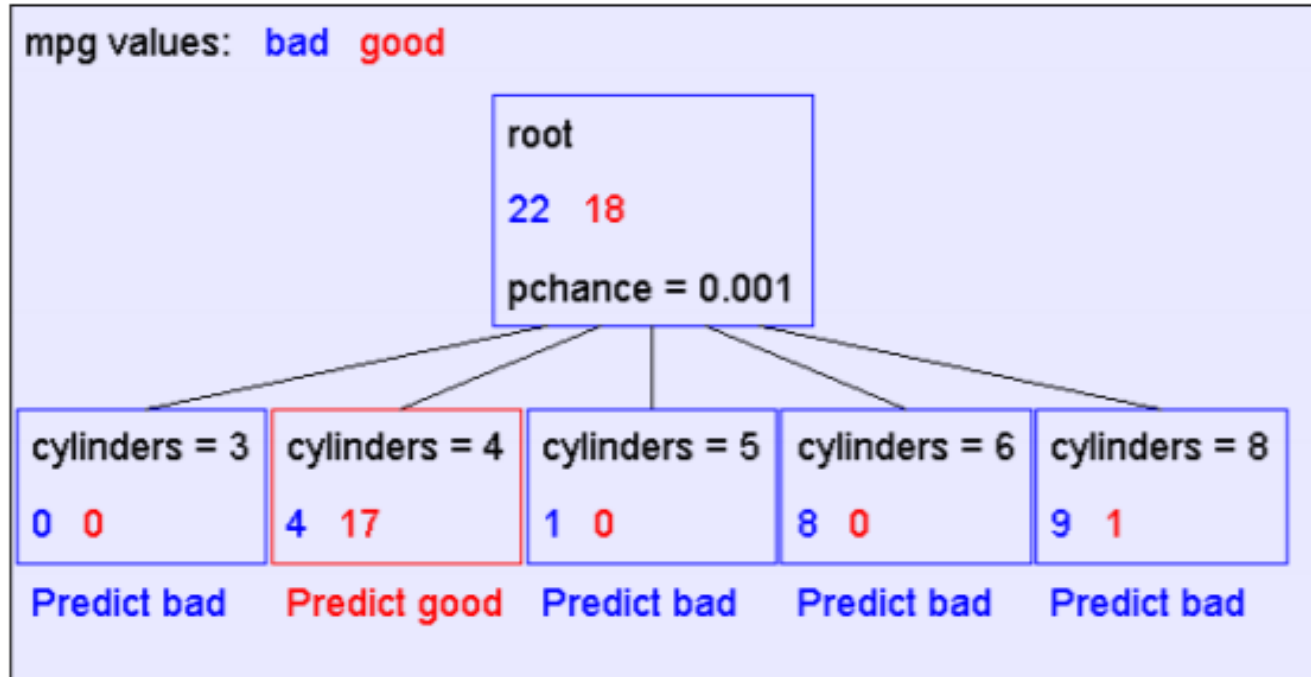 mpg values: bad good
root
22 18
pchance = 0.001
cylinders = 3 cylinders = 4 cylinders = 5 cylinders = 6 cylinders = 8
0 0 4 17 1 0 8 0 9 1
Predict bad Predict good Predict bad Predict bad Predict bad